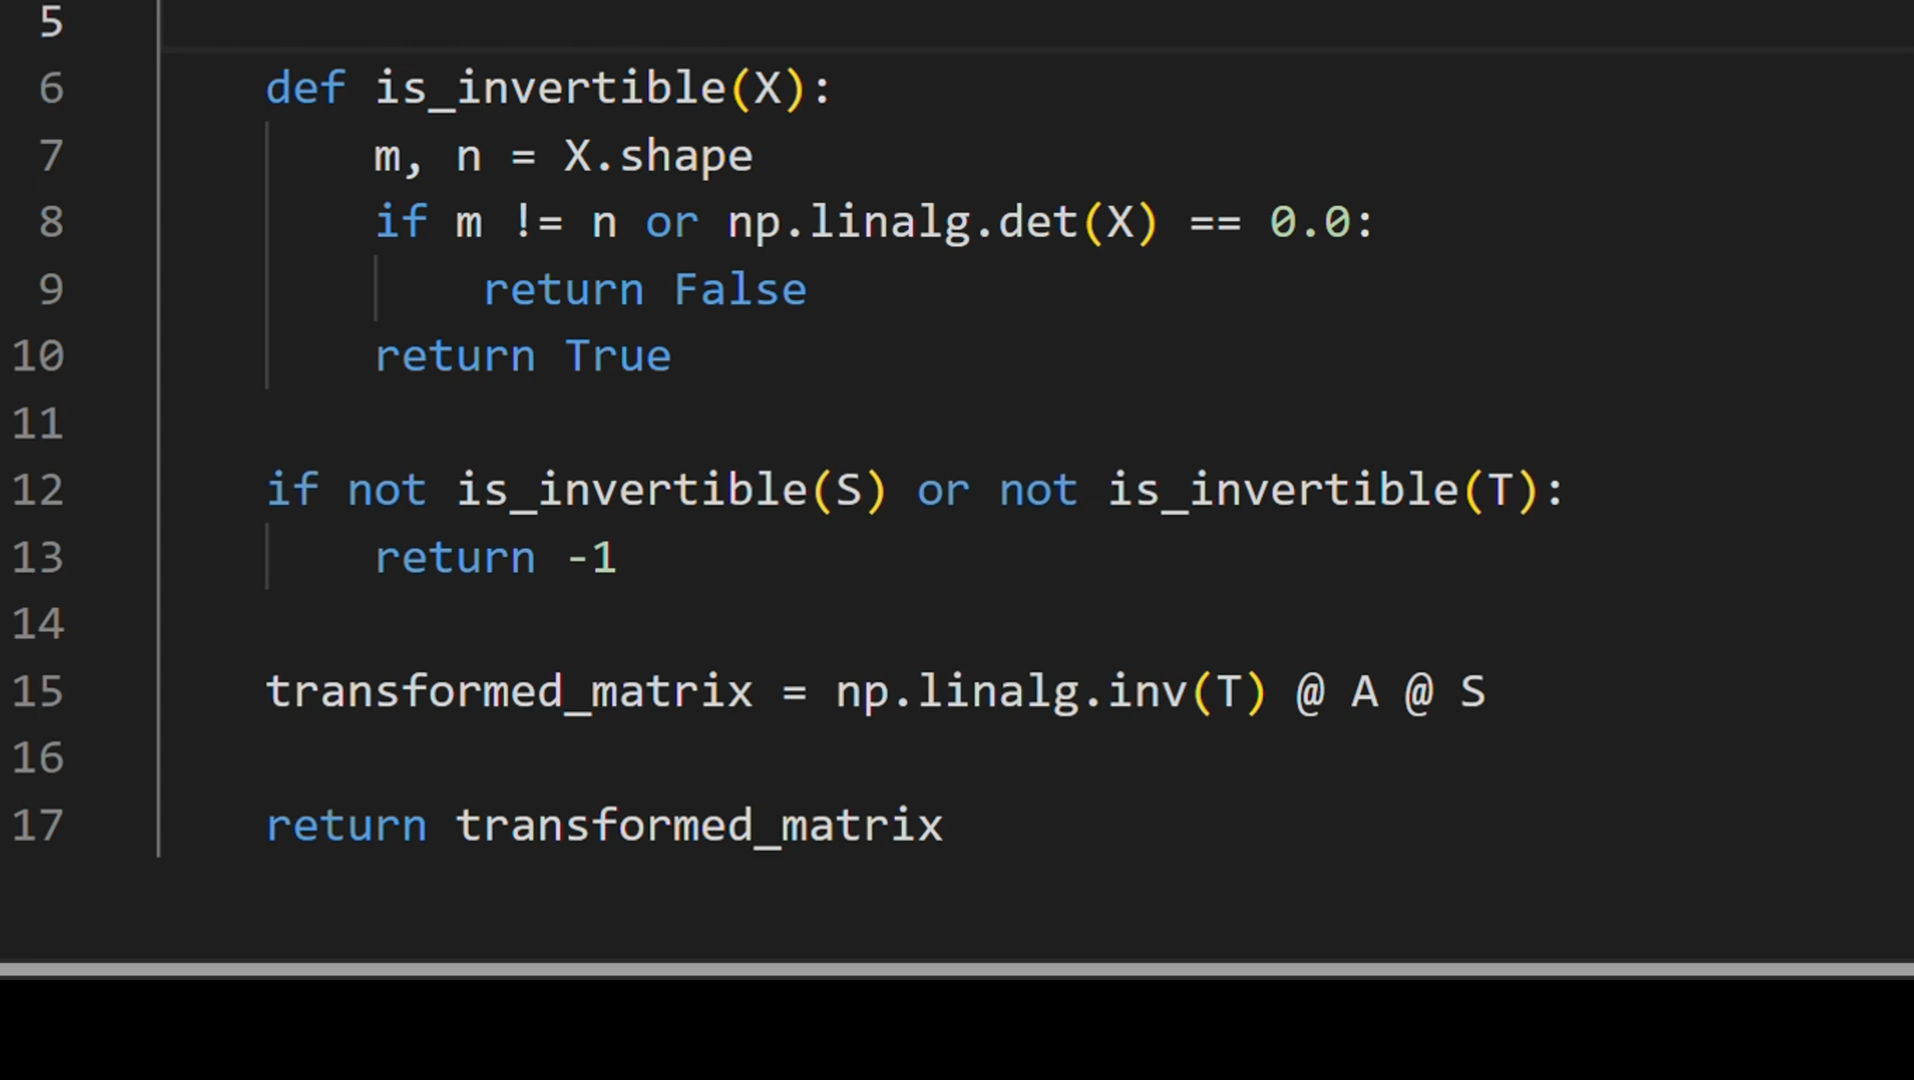 5
6 def is_invertible(X):
7 m, n = X.shape
8 if m != n or np.linalg.det(X) == 0.0:
9 return False
10 return True
11
12 if not is_invertible(S) or not is_invertible(T):
13 return -1
14
15 transformed_matrix = np.linalg.inv(T) @ A @ S
16
17 return transformed_matrix